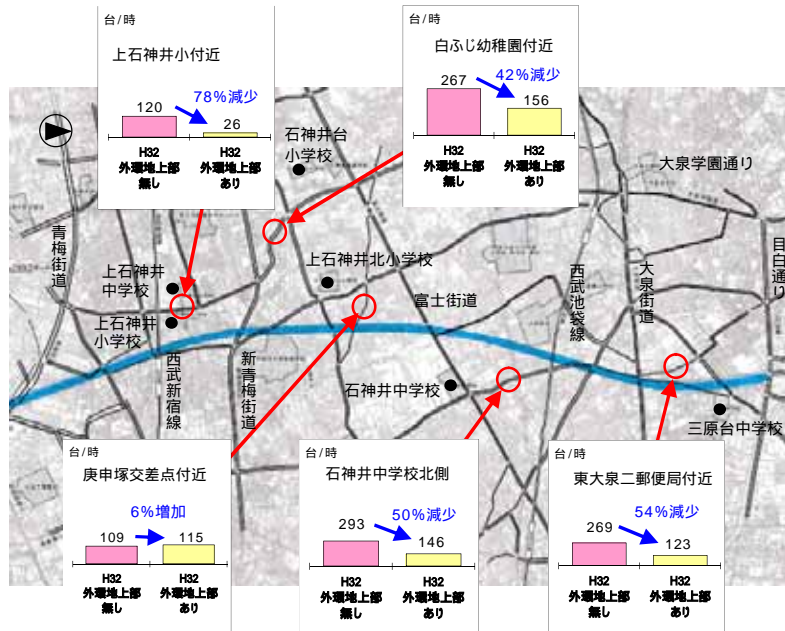 台/時
上石神井小付近
78%減少
120
26
H32
外環地上部
無し
H32
外環地上部
あり
台/時
白ふじ幼稚園付近
42%減少
267
156
H32
外環地上部
無し
H32
外環地上部
あり
石神井台
小学校
大泉学園通り
青梅街道
上石神井
中学校
上石神井
小学校
西武新宿線
新青梅街道
上石神井北小学校
富士街道
石神井中学校
西武池袋線
大泉街道
目白通り
三原台中学校
台/時
庚申塚交差点付近
6%増加
109
115
H32
外環地上部
無し
H32
外環地上部
あり
台/時
石神井中学校北側
50%減少
293
146
H32
外環地上部
無し
H32
外環地上部
あり
台/時
東大泉二郵便局付近
54%減少
269
123
H32
外環地上部
無し
H32
外環地上部
あり